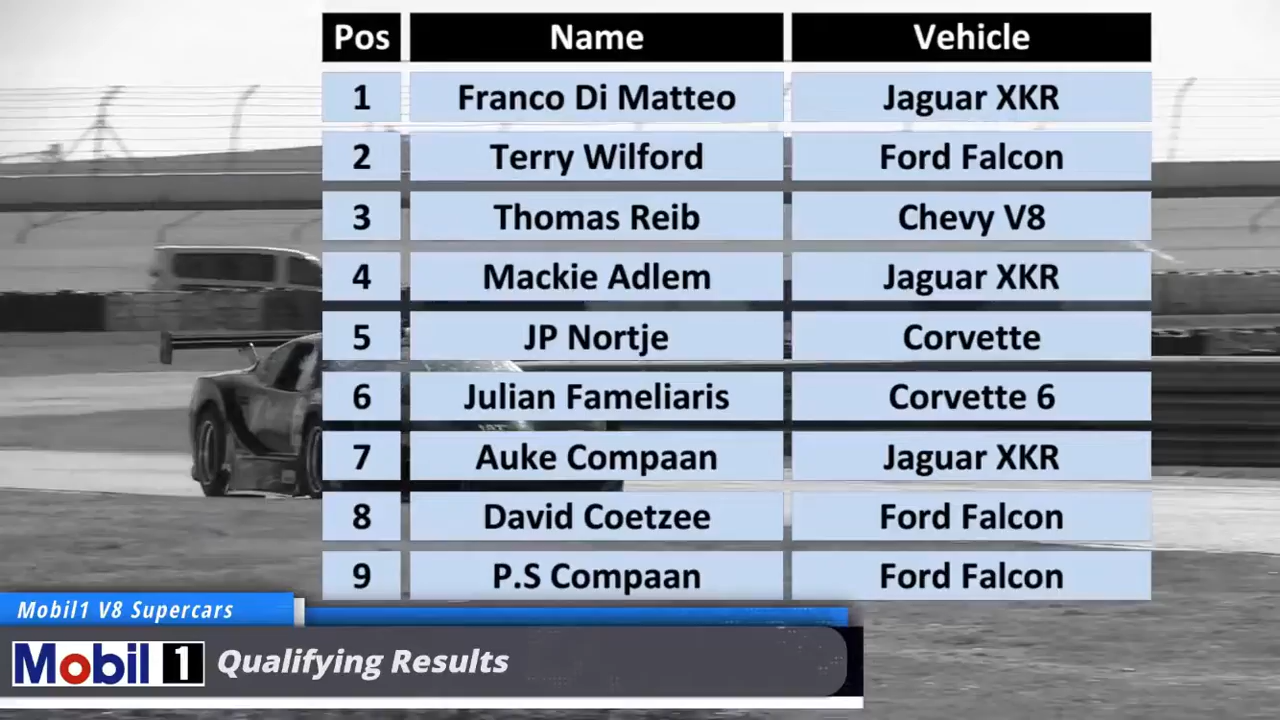 Pos Name Vehicle
1 Franco Di Matteo Jaguar XKR
2 Terry Wilford Ford Falcon
3 Thomas Reib Chevy V8
4 Mackie Adlem Jaguar XKR
5 JP Nortje Corvette
6 Julian Fameliaris Corvette 6
7 Auke Compaan Jaguar XKR
8 David Coetzee Ford Falcon
9 P.S Compaan Ford Falcon
Mobil1 V8 Supercars
Mobil 1 Qualifying Results